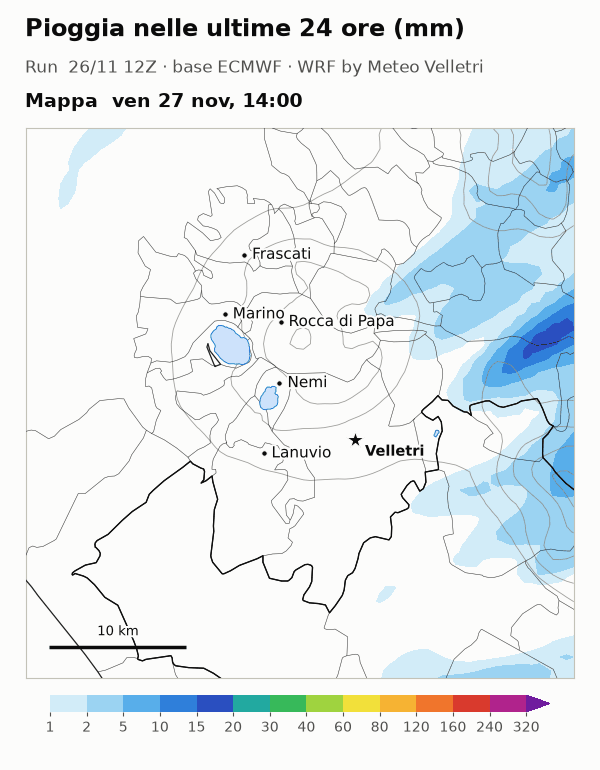 Pioggia nelle ultime 24 ore (mm)
Run  26/11 12Z · base ECMWF · WRF by Meteo Velletri
Mappa  ven 27 nov, 14:00
Frascati
Marino
Rocca di Papa
Nemi
Velletri
Lanuvio
10 km
1 2 5 10 15 20 30 40 60 80 120 160 240 320